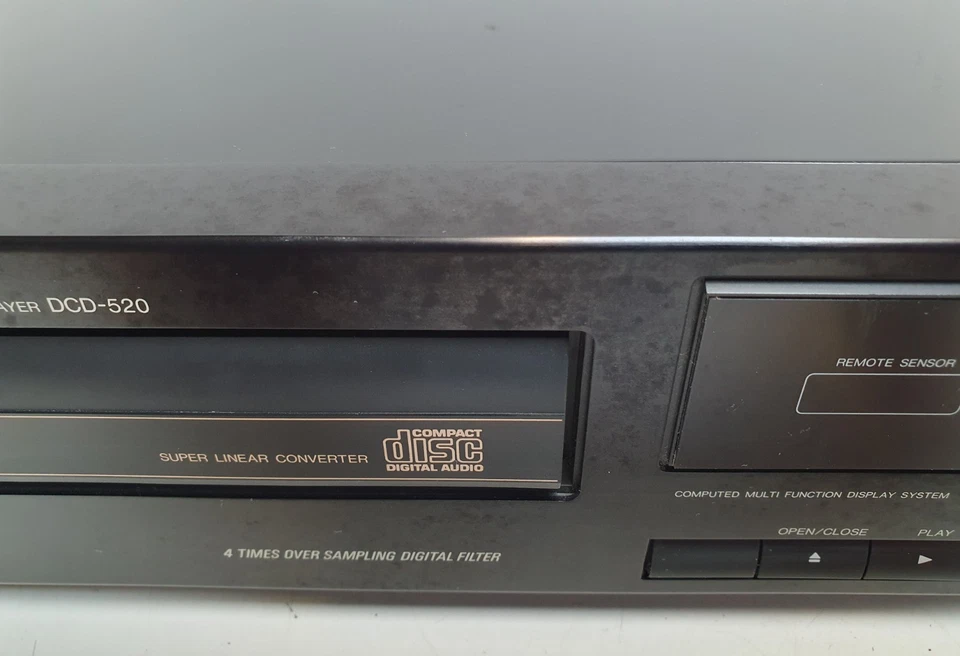 AYER DCD-520
REMOTE SENSOR
SUPER LINEAR CONVERTER
COMPACT
disc
DIGITAL AUDIO
COMPUTED MULTI FUNCTION DISPLAY SYSTEM
4 TIMES OVER SAMPLING DIGITAL FILTER
OPEN/CLOSE
PLAY